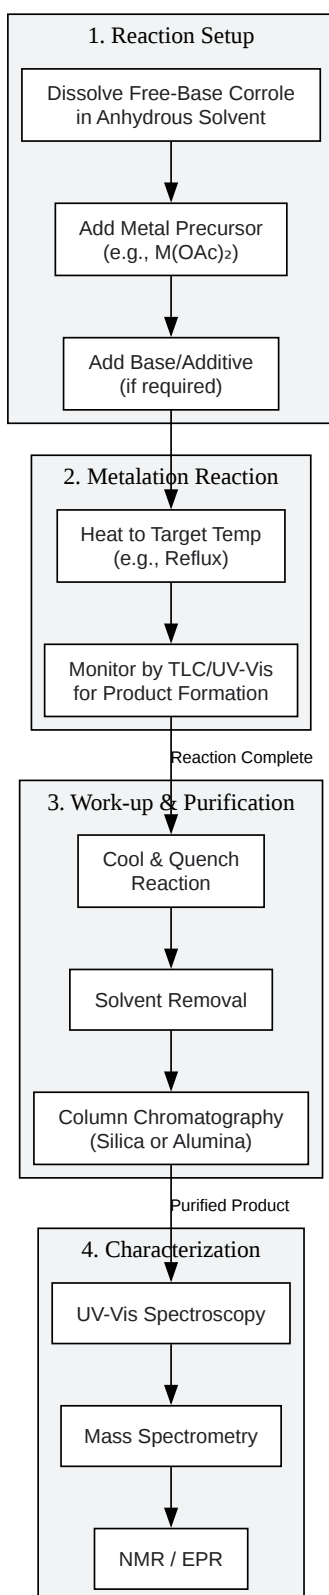 1. Reaction Setup
Dissolve Free-Base Corrole
in Anhydrous Solvent
Add Metal Precursor
(e.g., M(OAc)₂)
Add Base/Additive
(if required)
2. Metalation Reaction
Heat to Target Temp
(e.g., Reflux)
Monitor by TLC/UV-Vis
for Product Formation
Reaction Complete
3. Work-up & Purification
Cool & Quench
Reaction
Solvent Removal
Column Chromatography
(Silica or Alumina)
Purified Product
4. Characterization
UV-Vis Spectroscopy
Mass Spectrometry
NMR / EPR